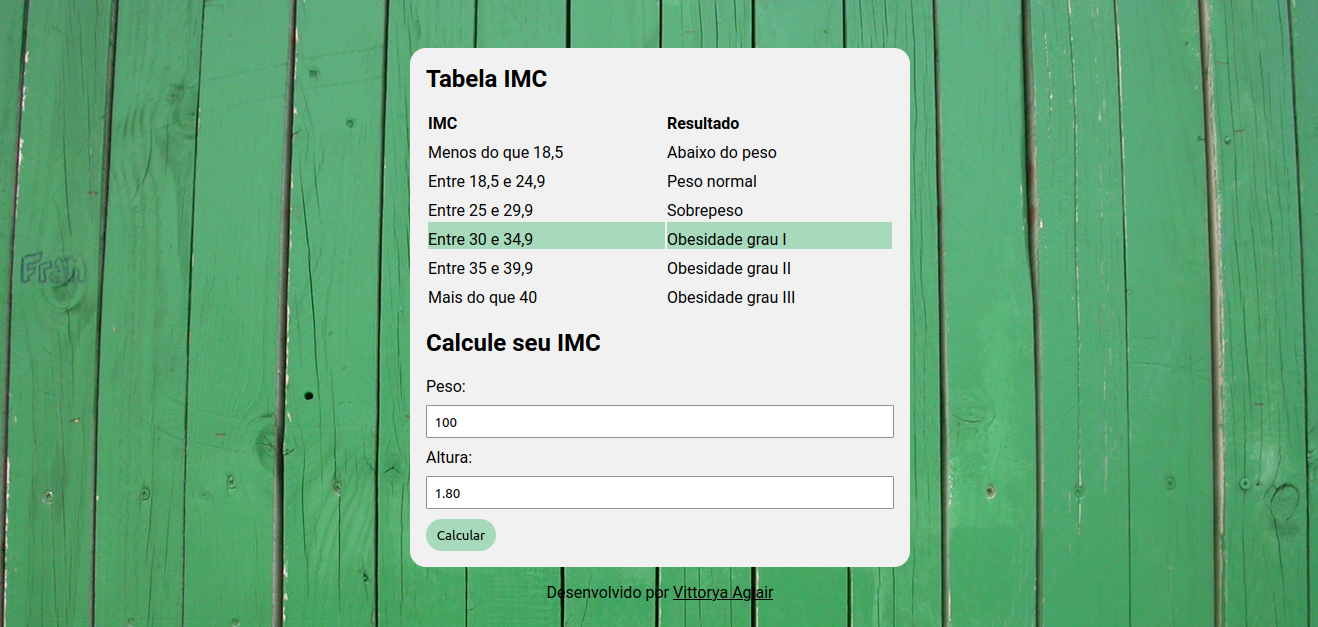 Tabela IMC
IMC Resultado
Menos do que 18,5 Abaixo do peso
Entre 18,5 e 24,9 Peso normal
Entre 25 e 29,9 Sobrepeso
Entre 30 e 34,9 Obesidade grau I
Entre 35 e 39,9 Obesidade grau II
Mais do que 40 Obesidade grau III
Calcule seu IMC
Peso:
100
Altura:
1.80
Calcular
Desenvolvido por Vittorya